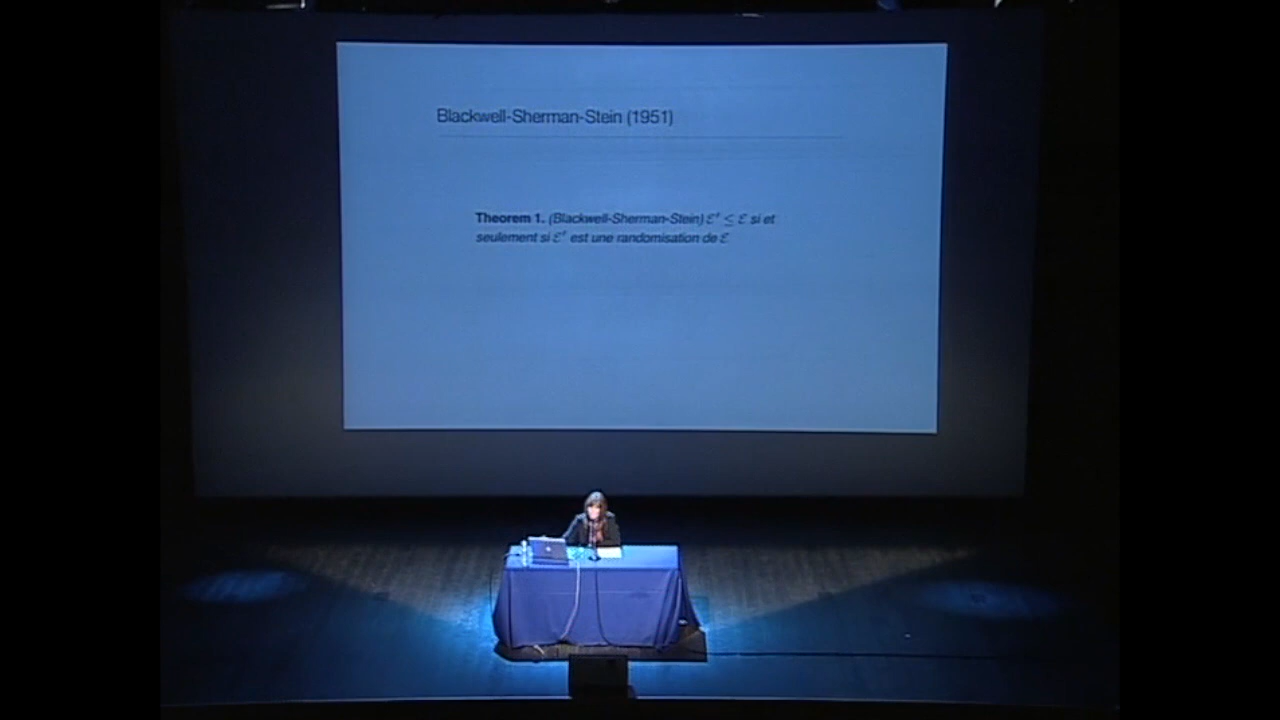 Blackwell-Sherman-Stein (1951)
Theorem 1. (Blackwell-Sherman-Stein) ℰ′ ≤ ℰ si et
seulement si ℰ′ est une randomisation de ℰ